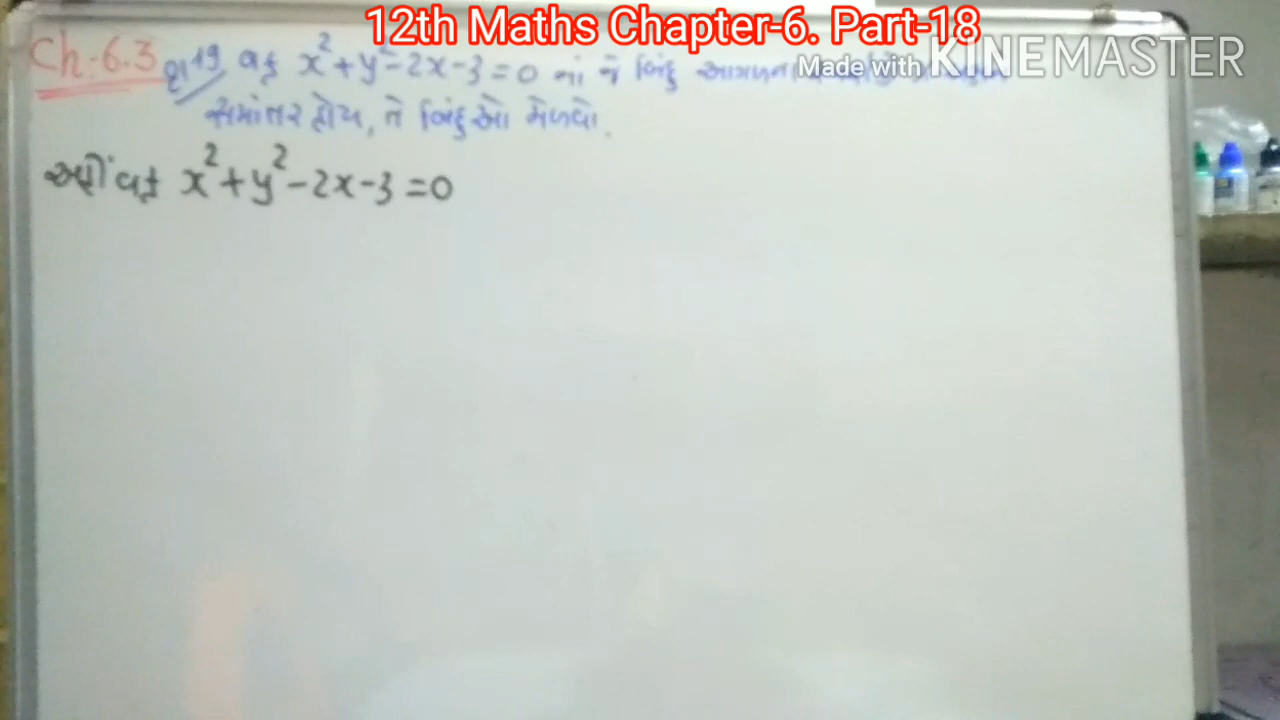 12th Maths Chapter-6. Part-18
Made with KINEMASTER
Ch-6.3 દા 19 વક્ર x²+y²-2x-3=0 નાં જે બિંદુ આગળના
સમાંતર હોય, તે બિંદુઓ મેળવો.
અહીં વક્ર x²+y²-2x-3=0